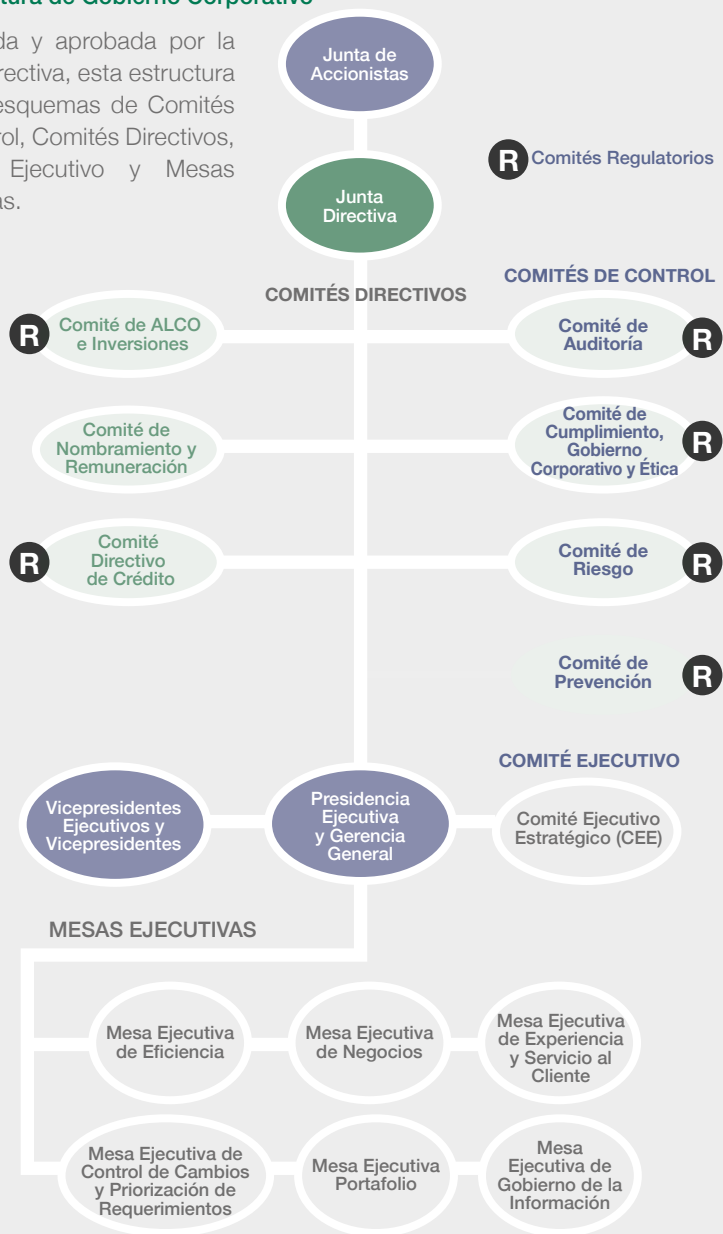 tura de Gobierno Corporativo
da y aprobada por la
rectiva, esta estructura
esquemas de Comités
rol, Comités Directivos,
Ejecutivo y Mesas
as.
Junta de
Accionistas
R Comités Regulatorios
Junta
Directiva
COMITÉS DIRECTIVOS
COMITÉS DE CONTROL
R
Comité de ALCO
e Inversiones
Comité de
Auditoría
R
Comité de
Nombramiento y
Remuneración
Comité de
Cumplimiento,
Gobierno
Corporativo y Ética
R
R
Comité
Directivo
de Crédito
Comité de
Riesgo
R
Comité de
Prevención
R
COMITÉ EJECUTIVO
Vicepresidentes
Ejecutivos y
Vicepresidentes
Presidencia
Ejecutiva
y Gerencia
General
Comité Ejecutivo
Estratégico (CEE)
MESAS EJECUTIVAS
Mesa Ejecutiva
de Eficiencia
Mesa Ejecutiva
de Negocios
Mesa Ejecutiva
de Experiencia
y Servicio al
Cliente
Mesa Ejecutiva de
Control de Cambios
y Priorización de
Requerimientos
Mesa Ejecutiva
Portafolio
Mesa
Ejecutiva de
Gobierno de la
Información